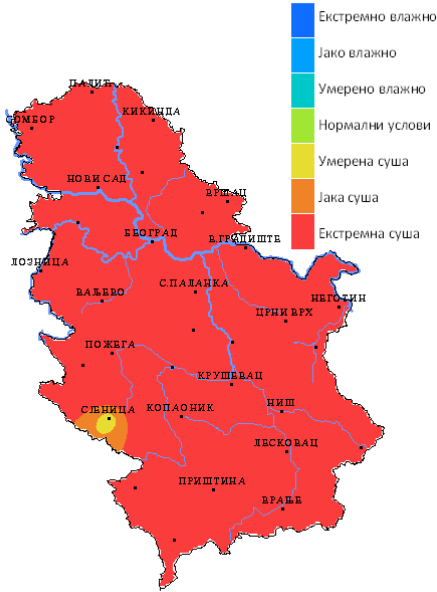 Екстремно влажно
Јако влажно
Умерено влажно
Нормални услови
Умерена суша
Јака суша
Екстремна суша
ПАЛИЋ
КИКИНДА
СОМБОР
НОВИ САД
ВРШАЦ
БЕОГРАД
В.ГРАДИШТЕ
ЛОЗНИЦА
ВАЉЕВО
С.ПАЛАНКА
НЕГОТИН
ЦРНИ ВРХ
ПОЖЕГА
КРУШЕВАЦ
СЈЕНИЦА
КОПАОНИК
НИШ
ЛЕСКОВАЦ
ПРИШТИНА
ВРАЊЕ